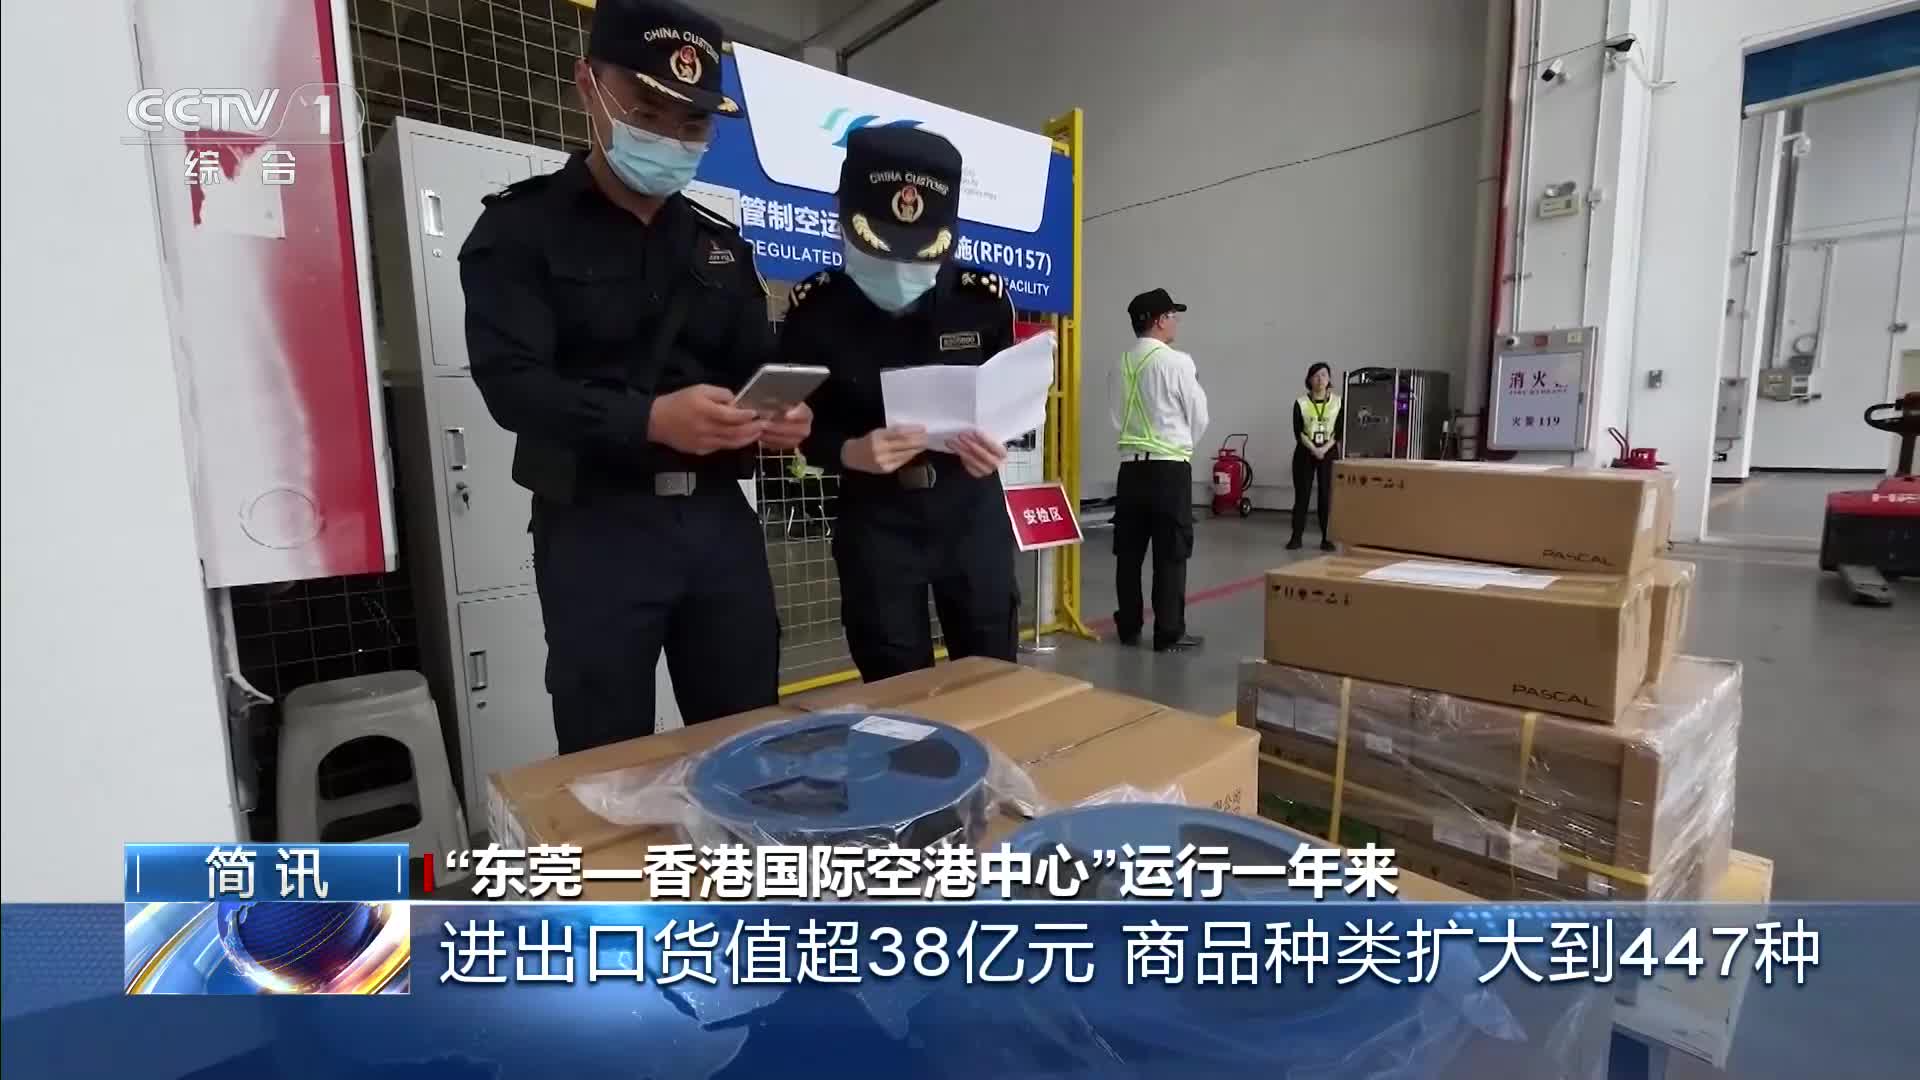 CCTV 1
综合
CHINA CUSTOMS
CHINA CUSTOMS
管制空运
施(RF0157)
REGULATED
FACILITY
安检区
消火
火警 119
PASCAL
PASCAL
简讯
“东莞—香港国际空港中心”运行一年来
进出口货值超38亿元 商品种类扩大到447种